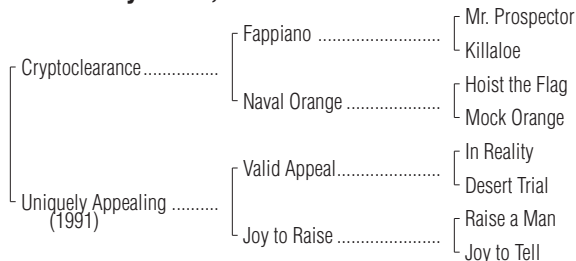 Mr. Prospector
Fappiano ........................
Killaloe
Cryptoclearance...............
Hoist the Flag
Naval Orange ...................
Mock Orange
In Reality
Valid Appeal.....................
Desert Trial
Uniquely Appealing .........
(1991)
Raise a Man
Joy to Raise .....................
Joy to Tell